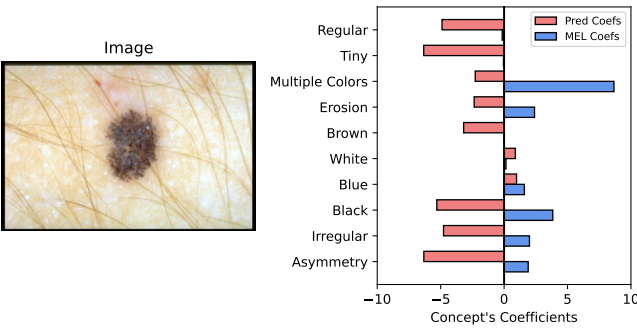 Image
Pred Coefs
MEL Coefs
Regular
Tiny
Multiple Colors
Erosion
Brown
White
Blue
Black
Irregular
Asymmetry
−10
−5
0
5
10
Concept's Coefficients